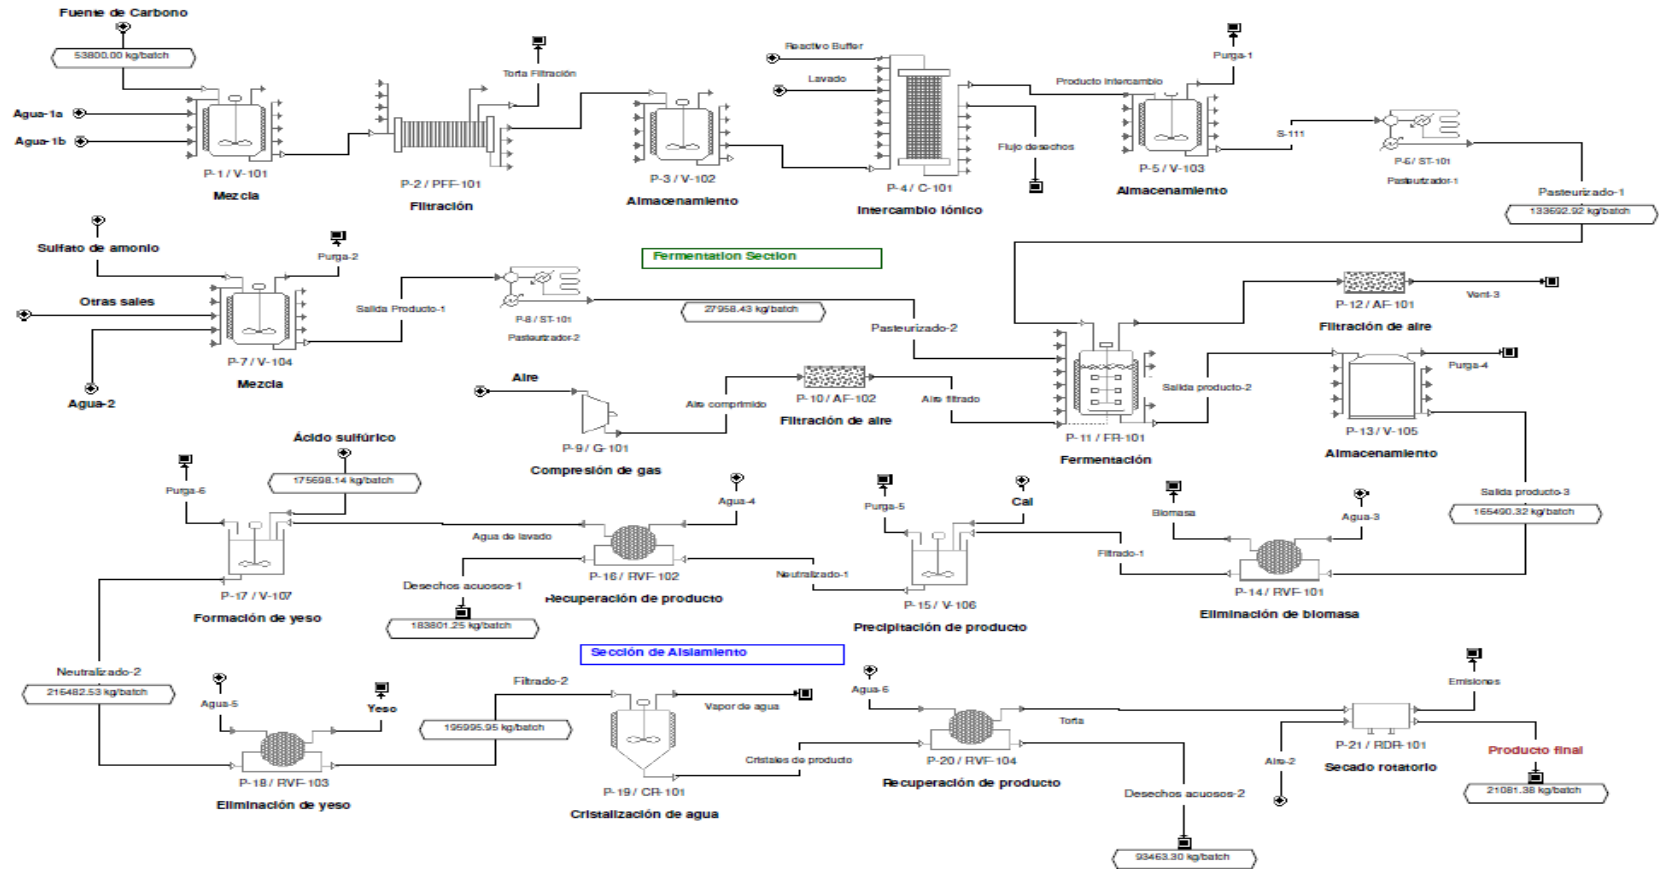 Fuente de Carbono
53800.00 kg/batch
Agua-1a
Agua-1b
P-1 / V-101
Mezcla
Torta Filtración
P-2 / PFF-101
Filtración
P-3 / V-102
Almacenamiento
Reactivo Buffer
Lavado
P-4 / C-101
Intercambio Iónico
Flujo desechos
Producto Intercambio
Purga-1
P-5 / V-103
Almacenamiento
S-111
P-6 / ST-101
Pasteurizador-1
Pasteurizado-1
133692.92 kg/batch
Sulfato de amonio
Otras sales
Agua-2
Purga-2
P-7 / V-104
Mezcla
Salida Producto-1
P-8 / ST-101
Pasteurizador-2
Fermentation Section
27958.43 kg/batch
Pasteurizado-2
Aire
P-9 / G-101
Compresión de gas
Aire comprimido
P-10 / AF-102
Filtración de aire
Aire filtrado
P-11 / FR-101
Fermentación
P-12 / AF-101
Filtración de aire
Vent-3
Salida producto-2
Purga-4
P-13 / V-105
Almacenamiento
Salida producto-3
165490.32 kg/batch
Ácido sulfúrico
175698.14 kg/batch
Purga-6
P-17 / V-107
Formación de yeso
Agua de lavado
Agua-4
P-16 / RVF-102
Recuperación de producto
Desechos acuosos-1
183801.25 kg/batch
Neutralizado-1
Purga-5
Cal
P-15 / V-106
Precipitación de producto
Filtrado-1
Biomasa
Agua-3
P-14 / RVF-101
Eliminación de biomasa
Sección de Aislamiento
Neutralizado-2
216482.53 kg/batch
Agua-5
Yeso
P-18 / RVF-103
Eliminación de yeso
Filtrado-2
195995.95 kg/batch
Vapor de agua
P-19 / CR-101
Cristalización de agua
Cristales de producto
Agua-6
P-20 / RVF-104
Recuperación de producto
Torta
Desechos acuosos-2
93463.30 kg/batch
Aire-2
P-21 / RDR-101
Secado rotatorio
Emisiones
Producto final
21081.38 kg/batch